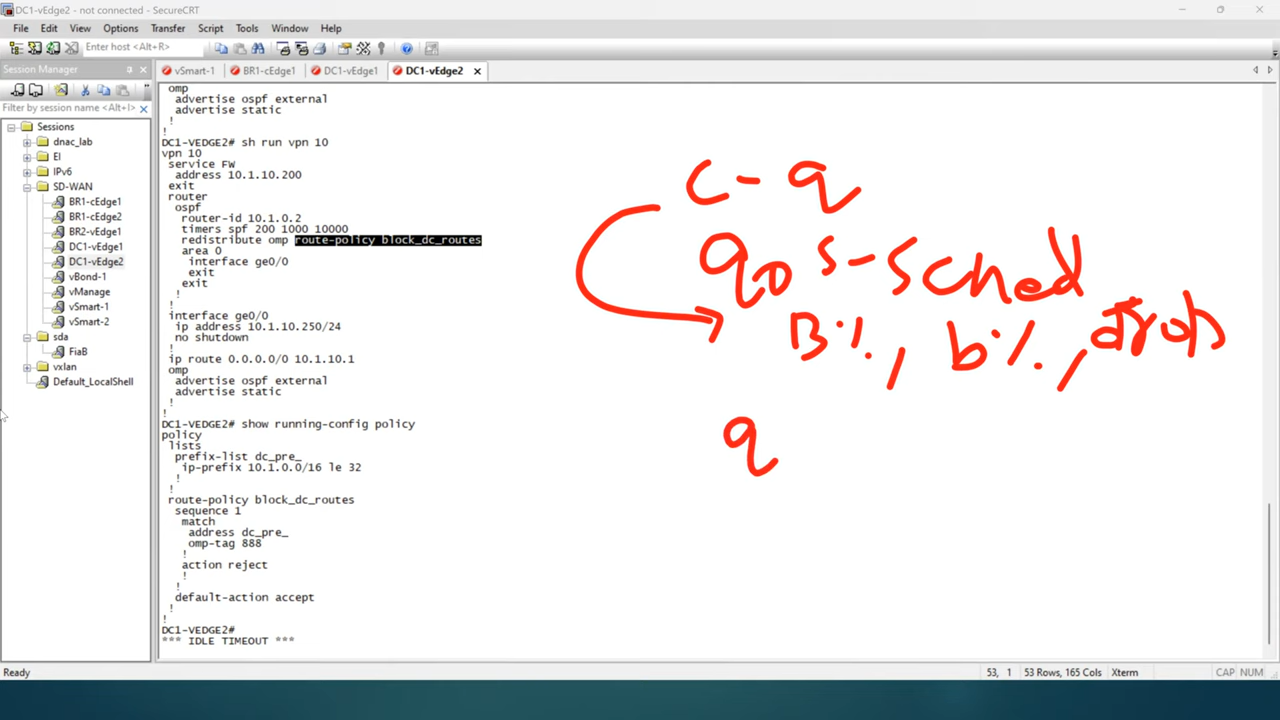 DC1-vEdge2 - not connected - SecureCRT
File Edit View Options Transfer Script Tools Window Help
Enter host <Alt+R>
Session Manager
vSmart-1
BR1-cEdge1
DC1-vEdge1
DC1-vEdge2
Filter by session name <Alt+I>
Sessions
dnac_lab
EI
IPv6
SD-WAN
BR1-cEdge1
BR1-cEdge2
BR2-vEdge1
DC1-vEdge1
DC1-vEdge2
vBond-1
vManage
vSmart-1
vSmart-2
sda
FiaB
vxlan
Default_LocalShell
omp
advertise ospf external
advertise static
!
!
DC1-VEDGE2# sh run vpn 10
vpn 10
service FW
address 10.1.10.200
exit
router
ospf
router-id 10.1.0.2
timers spf 200 1000 10000
redistribute omp route-policy block_dc_routes
area 0
interface ge0/0
exit
exit
!
!
interface ge0/0
ip address 10.1.10.250/24
no shutdown
!
ip route 0.0.0.0/0 10.1.10.1
omp
advertise ospf external
advertise static
!
!
DC1-VEDGE2# show running-config policy
policy
lists
prefix-list dc_pre_
ip-prefix 10.1.0.0/16 le 32
!
!
route-policy block_dc_routes
sequence 1
match
address dc_pre_
omp-tag 888
!
action reject
!
!
default-action accept
!
!
DC1-VEDGE2#
*** IDLE TIMEOUT ***
c - q
qos - sched
B%, b%, drops
q
Ready
53, 1 53 Rows, 165 Cols Xterm CAP NUM